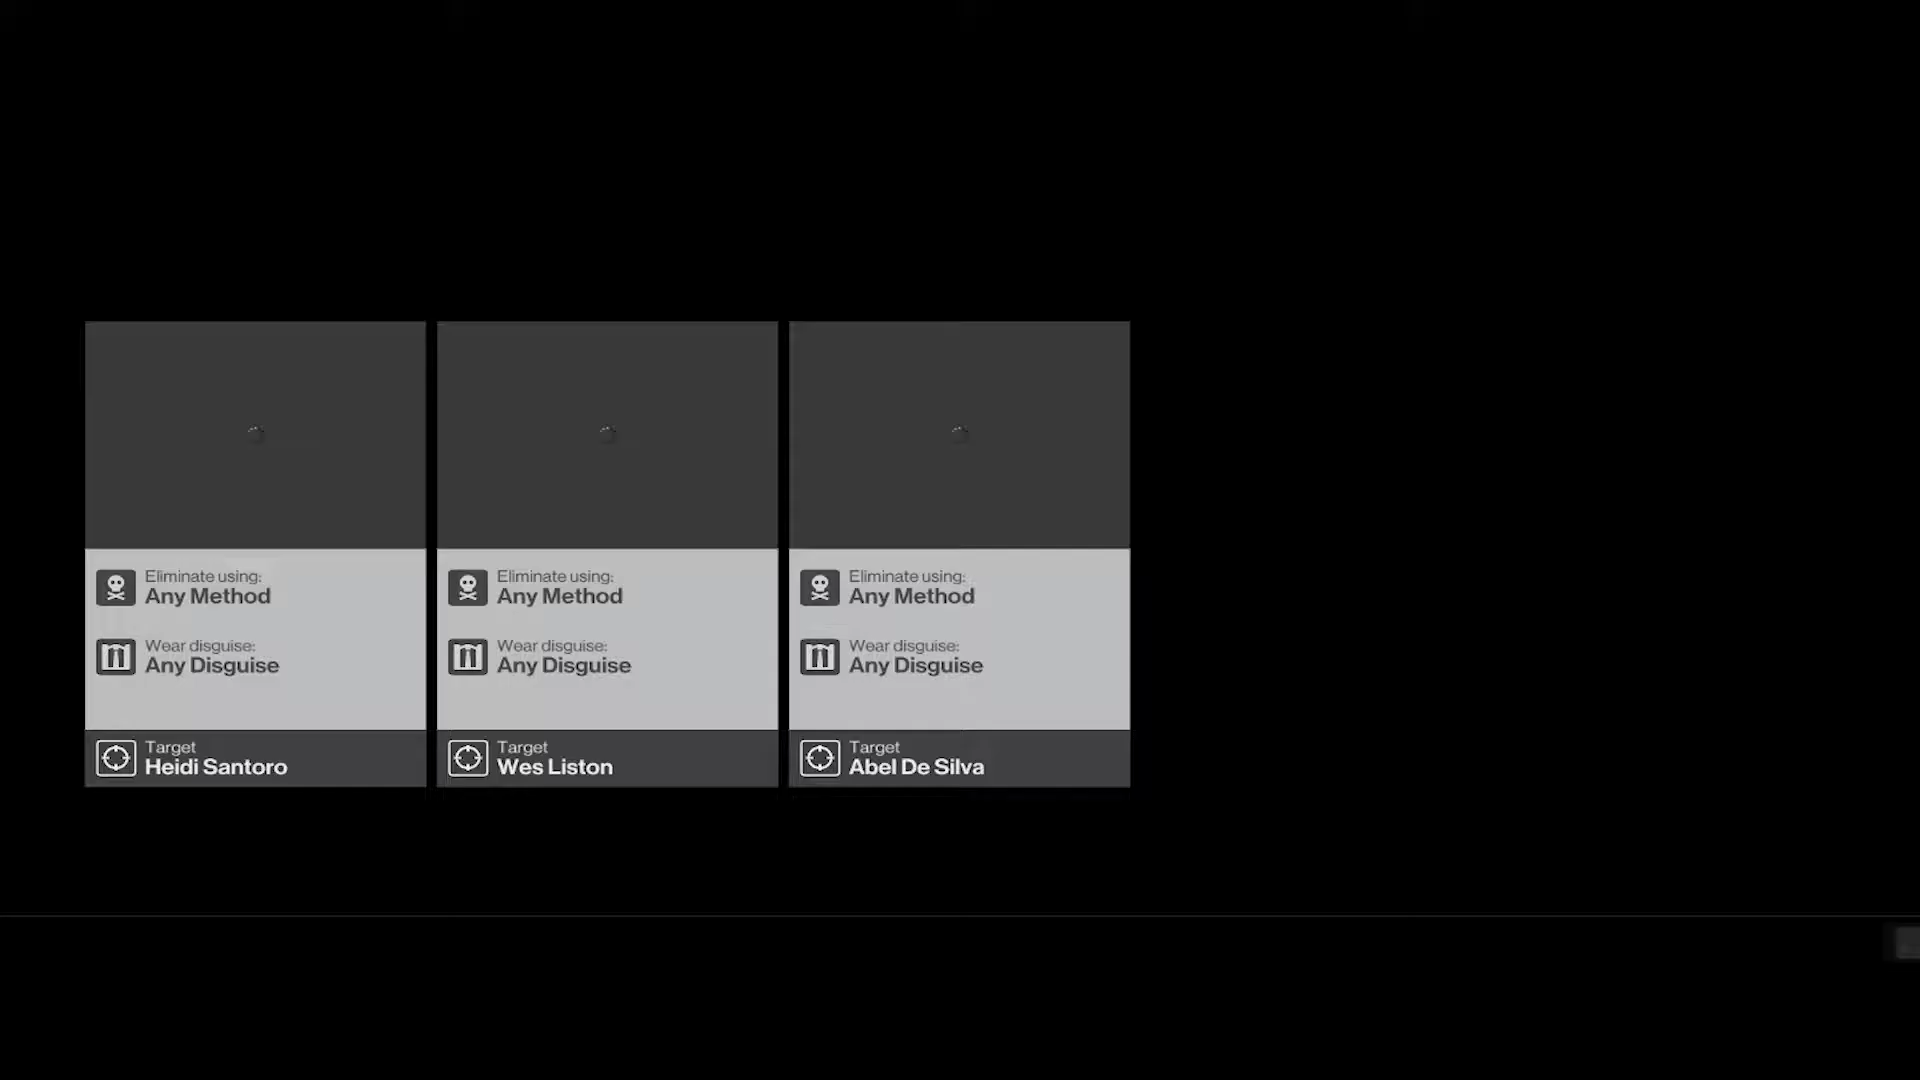 Eliminate using:
Any Method
Wear disguise:
Any Disguise
Target
Heidi Santoro
Eliminate using:
Any Method
Wear disguise:
Any Disguise
Target
Wes Liston
Eliminate using:
Any Method
Wear disguise:
Any Disguise
Target
Abel De Silva